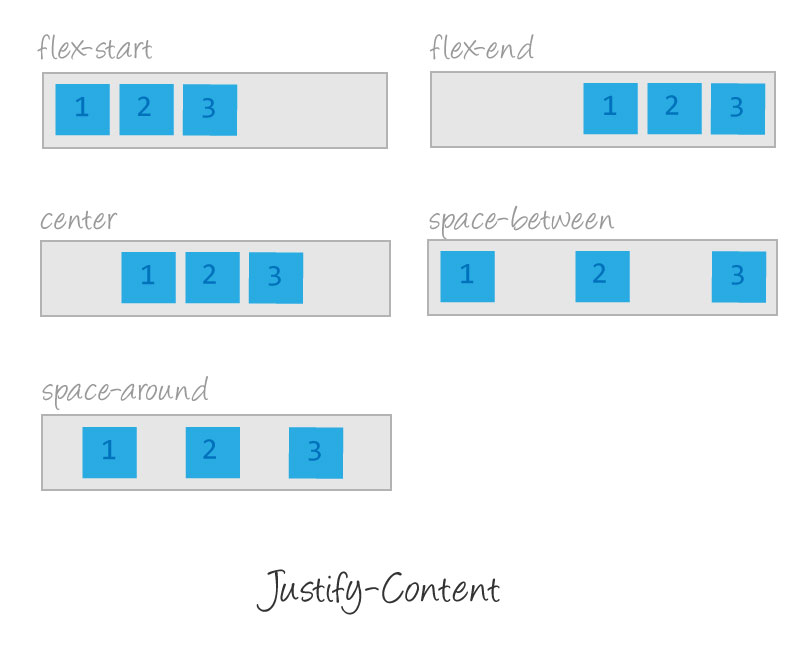 flex-start
1 2 3
flex-end
1 2 3
center
1 2 3
space-between
1 2 3
space-around
1 2 3
Justify-Content